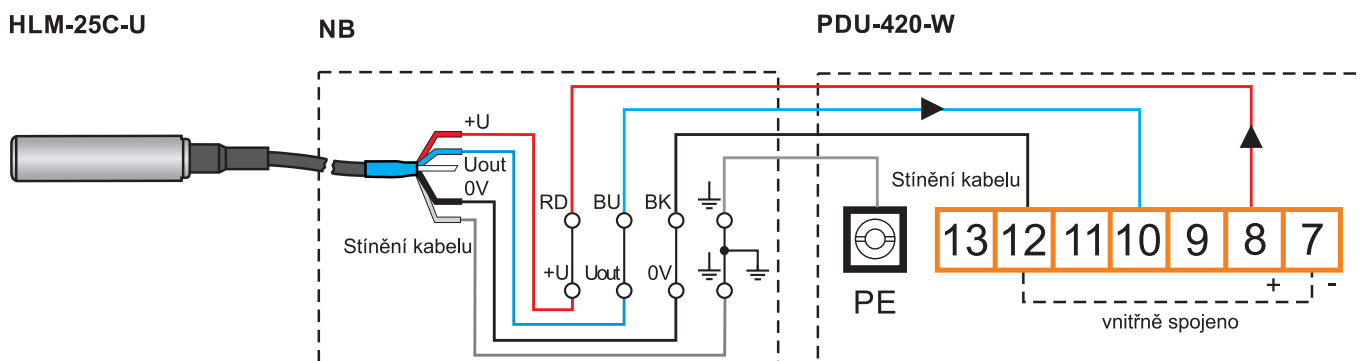 HLM-25C-U
NB
PDU-420-W
+U
Uout
0V
Stínění kabelu
RD BU BK
+U Uout 0V
Stínění kabelu
PE
13 12 11 10 9 8 7
+ -
vnitřně spojeno